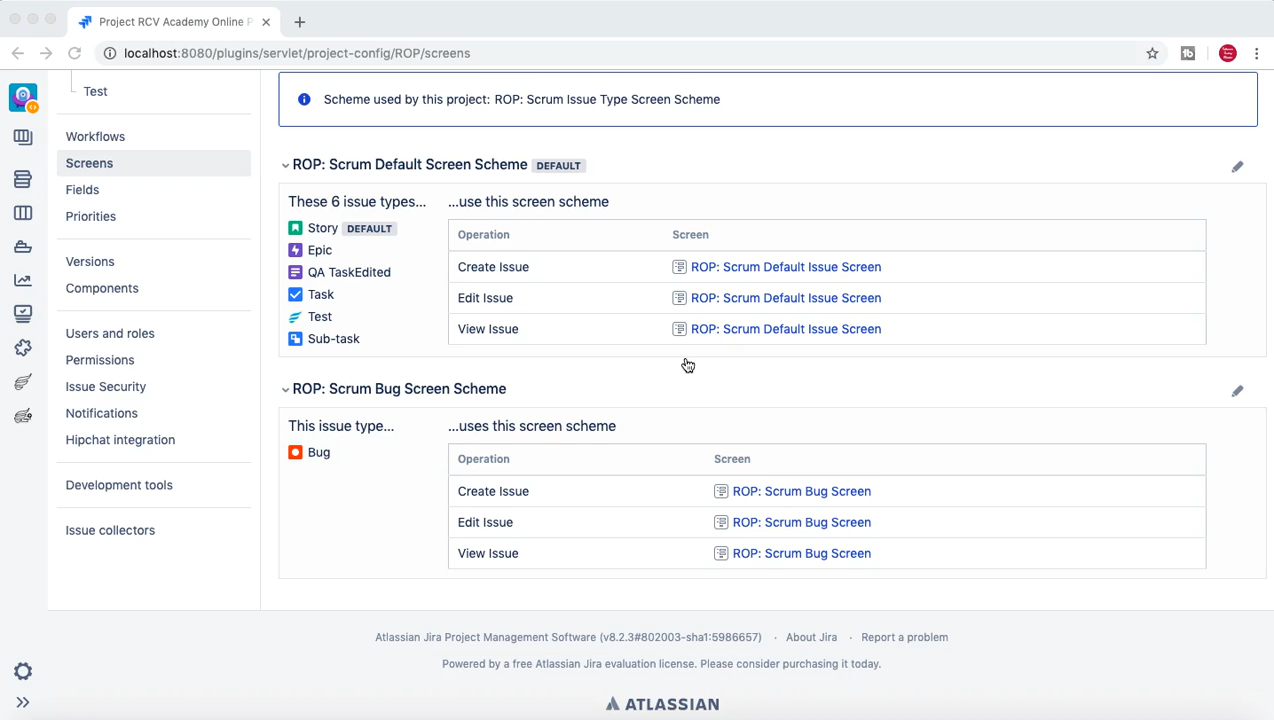 Project RCV Academy Online P
localhost:8080/plugins/servlet/project-config/ROP/screens
Test
Workflows
Screens
Fields
Priorities
Versions
Components
Users and roles
Permissions
Issue Security
Notifications
Hipchat integration
Development tools
Issue collectors
Scheme used by this project: ROP: Scrum Issue Type Screen Scheme
ROP: Scrum Default Screen Scheme DEFAULT
These 6 issue types... ...use this screen scheme
Story DEFAULT
Epic
QA TaskEdited
Task
Test
Sub-task
Operation Screen
Create Issue ROP: Scrum Default Issue Screen
Edit Issue ROP: Scrum Default Issue Screen
View Issue ROP: Scrum Default Issue Screen
ROP: Scrum Bug Screen Scheme
This issue type... ...uses this screen scheme
Bug
Operation Screen
Create Issue ROP: Scrum Bug Screen
Edit Issue ROP: Scrum Bug Screen
View Issue ROP: Scrum Bug Screen
Atlassian Jira Project Management Software (v8.2.3#802003-sha1:5986657) · About Jira · Report a problem
Powered by a free Atlassian Jira evaluation license. Please consider purchasing it today.
ATLASSIAN